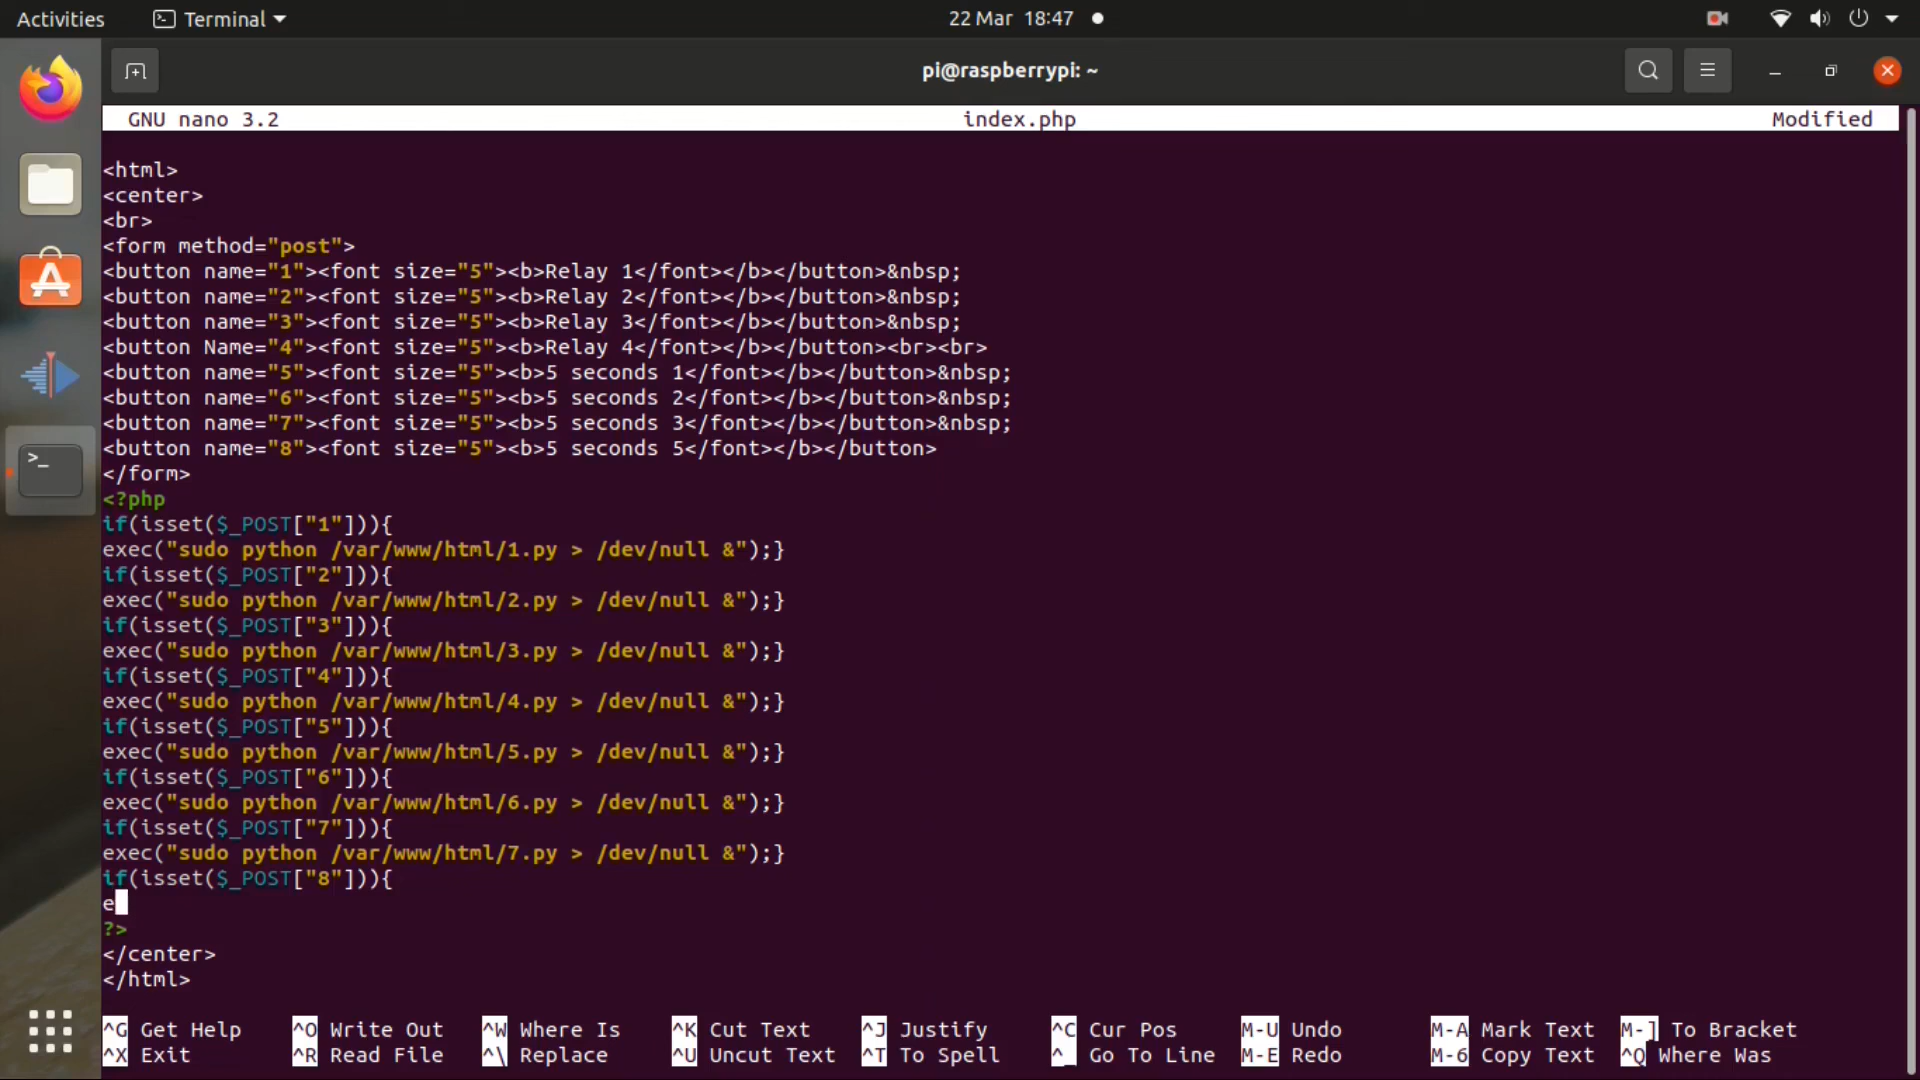 Activities
Terminal
22 Mar 18:47
pi@raspberrypi: ~
GNU nano 3.2
index.php
Modified
<html>
<center>
<br>
<form method="post">
<button name="1"><font size="5"><b>Relay 1</font></b></button>&nbsp;
<button name="2"><font size="5"><b>Relay 2</font></b></button>&nbsp;
<button name="3"><font size="5"><b>Relay 3</font></b></button>&nbsp;
<button Name="4"><font size="5"><b>Relay 4</font></b></button><br><br>
<button name="5"><font size="5"><b>5 seconds 1</font></b></button>&nbsp;
<button name="6"><font size="5"><b>5 seconds 2</font></b></button>&nbsp;
<button name="7"><font size="5"><b>5 seconds 3</font></b></button>&nbsp;
<button name="8"><font size="5"><b>5 seconds 5</font></b></button>
</form>
<?php
if(isset($_POST["1"])){
exec("sudo python /var/www/html/1.py > /dev/null &");}
if(isset($_POST["2"])){
exec("sudo python /var/www/html/2.py > /dev/null &");}
if(isset($_POST["3"])){
exec("sudo python /var/www/html/3.py > /dev/null &");}
if(isset($_POST["4"])){
exec("sudo python /var/www/html/4.py > /dev/null &");}
if(isset($_POST["5"])){
exec("sudo python /var/www/html/5.py > /dev/null &");}
if(isset($_POST["6"])){
exec("sudo python /var/www/html/6.py > /dev/null &");}
if(isset($_POST["7"])){
exec("sudo python /var/www/html/7.py > /dev/null &");}
if(isset($_POST["8"])){
e
?>
</center>
</html>
^G Get Help ^O Write Out ^W Where Is ^K Cut Text ^J Justify ^C Cur Pos M-U Undo M-A Mark Text M-] To Bracket
^X Exit ^R Read File ^\ Replace ^U Uncut Text ^T To Spell ^_ Go To Line M-E Redo M-6 Copy Text ^Q Where Was